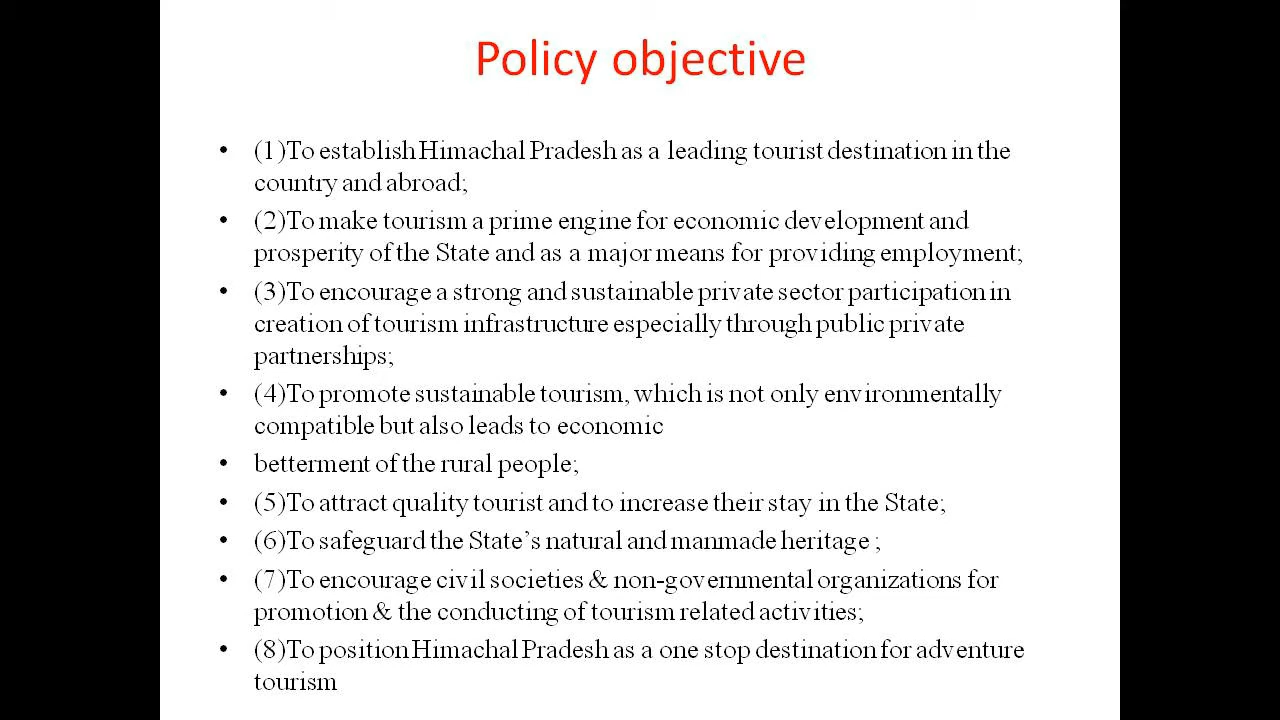 Policy objective
• (1)To establish Himachal Pradesh as a leading tourist destination in the
country and abroad;
• (2)To make tourism a prime engine for economic development and
prosperity of the State and as a major means for providing employment;
• (3)To encourage a strong and sustainable private sector participation in
creation of tourism infrastructure especially through public private
partnerships;
• (4)To promote sustainable tourism, which is not only environmentally
compatible but also leads to economic
• betterment of the rural people;
• (5)To attract quality tourist and to increase their stay in the State;
• (6)To safeguard the State’s natural and manmade heritage ;
• (7)To encourage civil societies & non-governmental organizations for
promotion & the conducting of tourism related activities;
• (8)To position Himachal Pradesh as a one stop destination for adventure
tourism